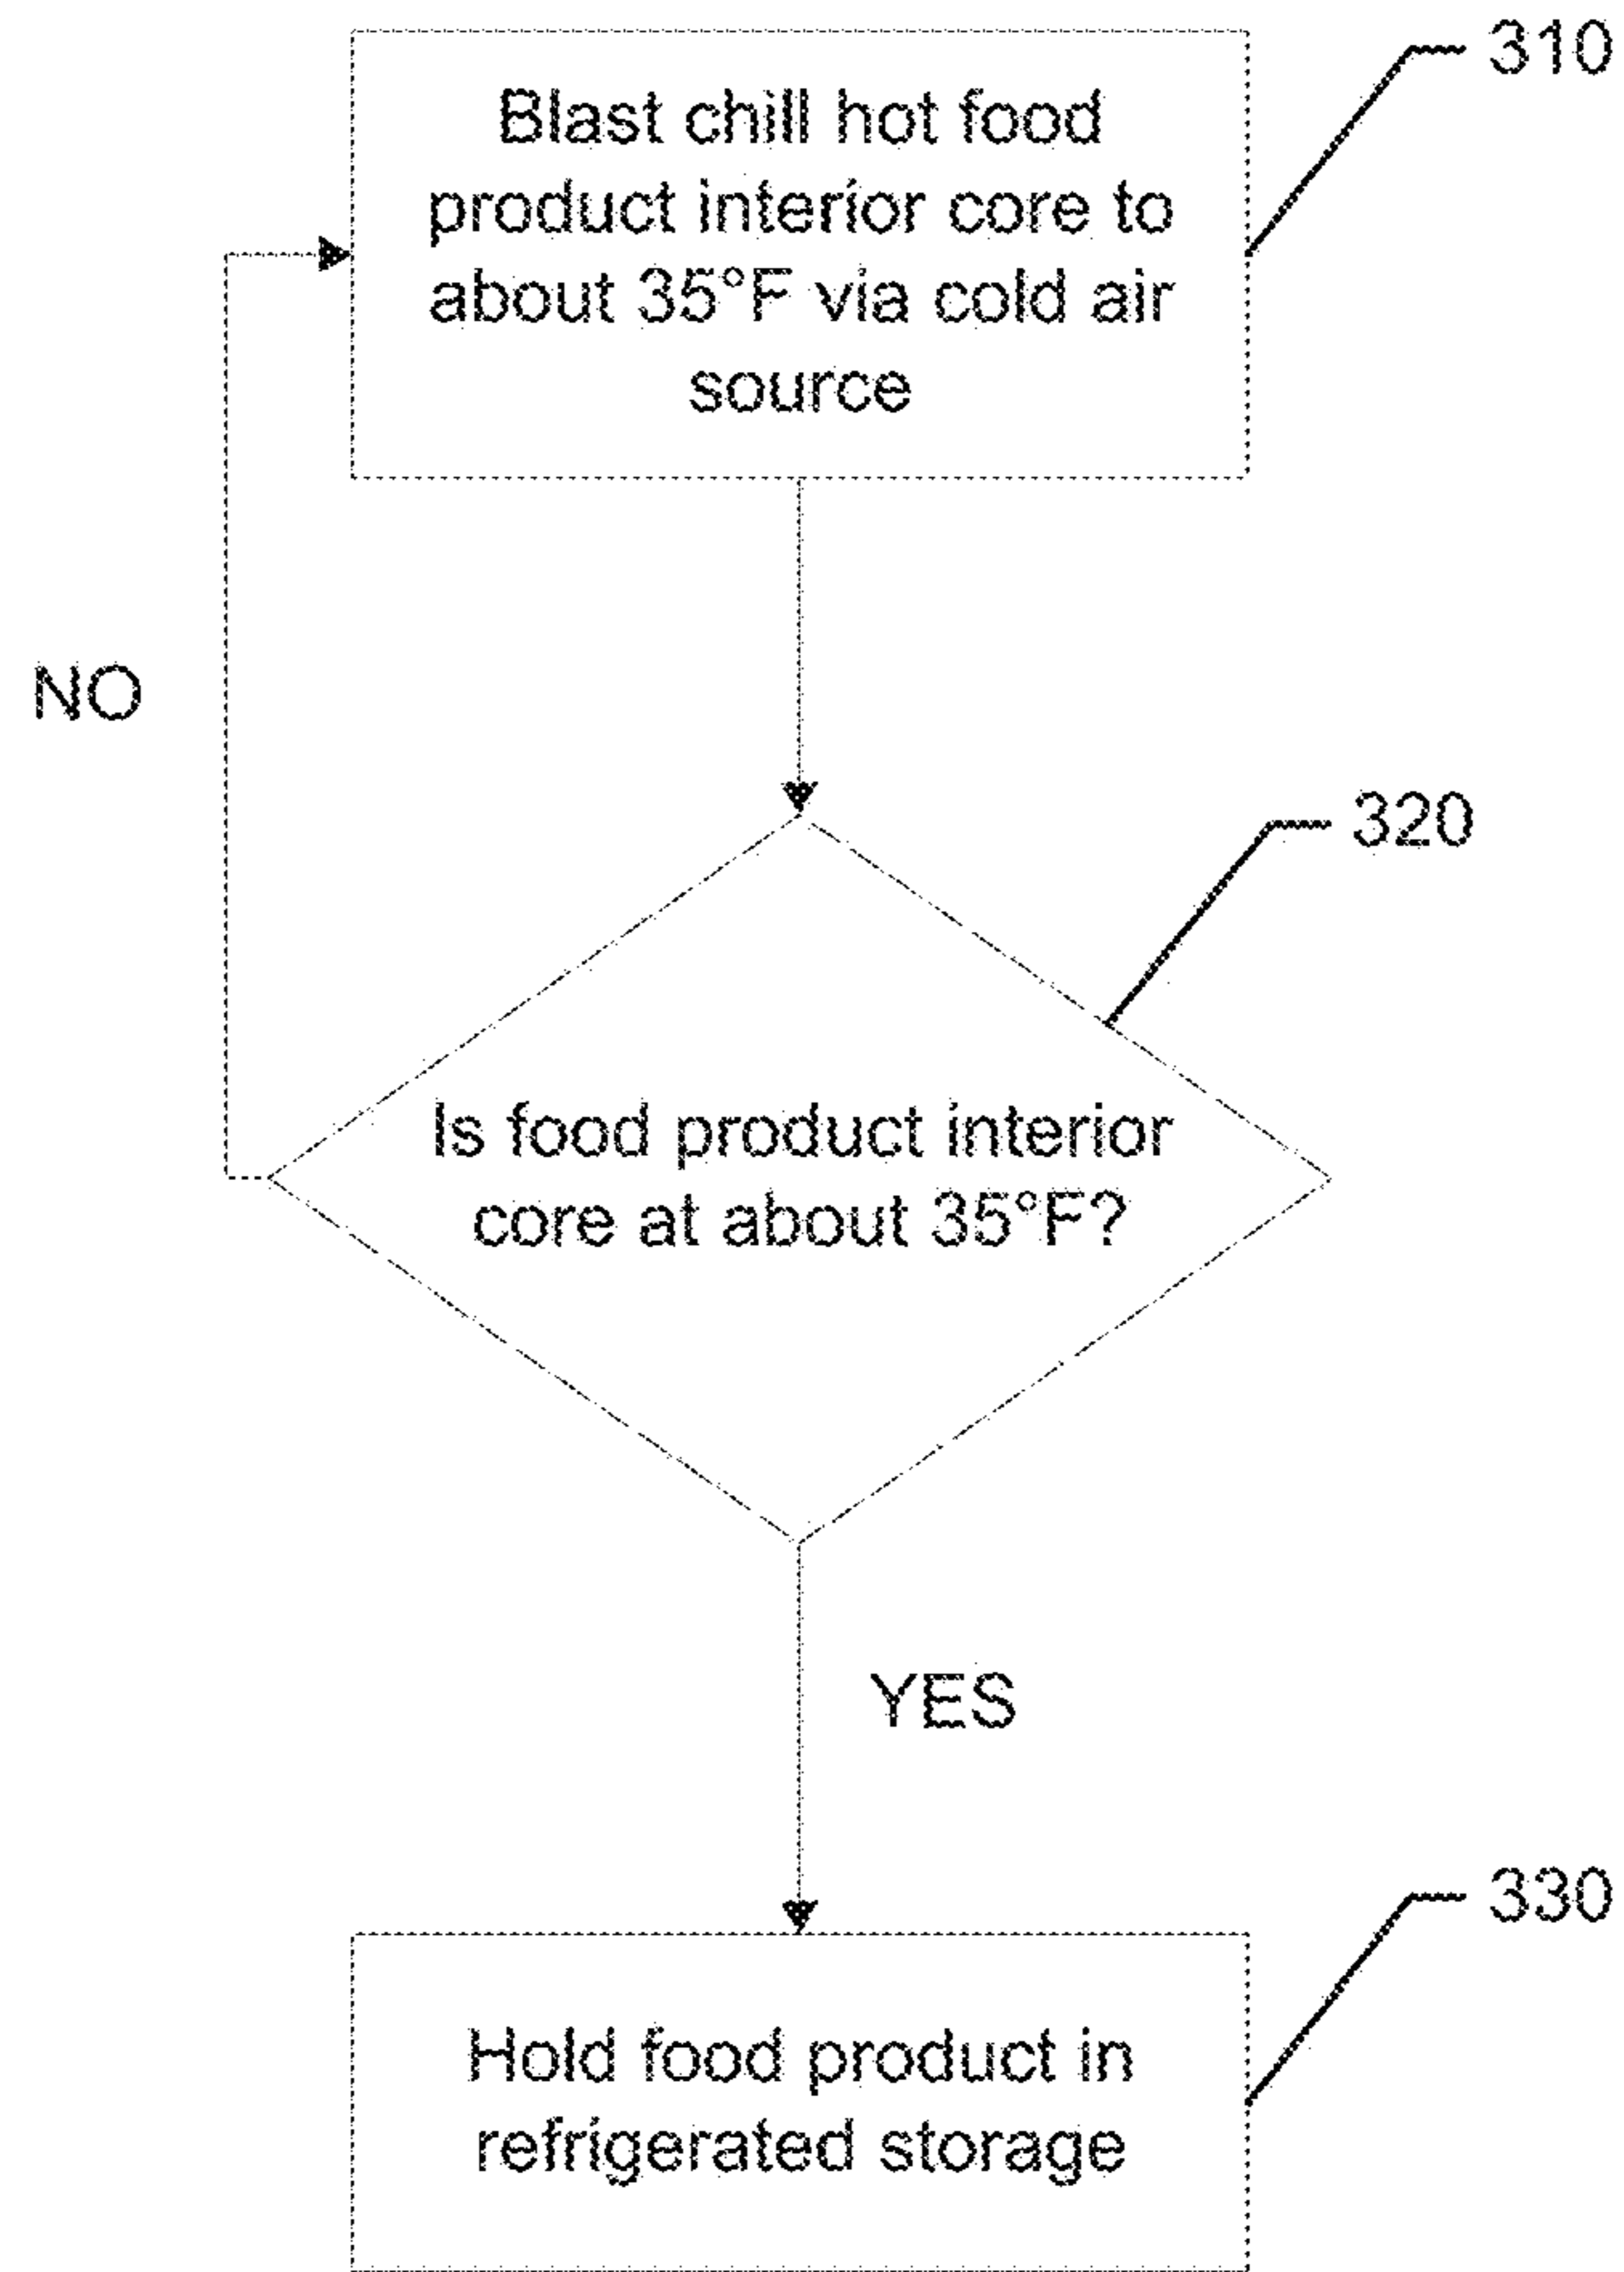 310
Blast chill hot food
product interior core to
about 35°F via cold air
source
NO
320
Is food product interior
core at about 35°F?
YES
330
Hold food product in
refrigerated storage